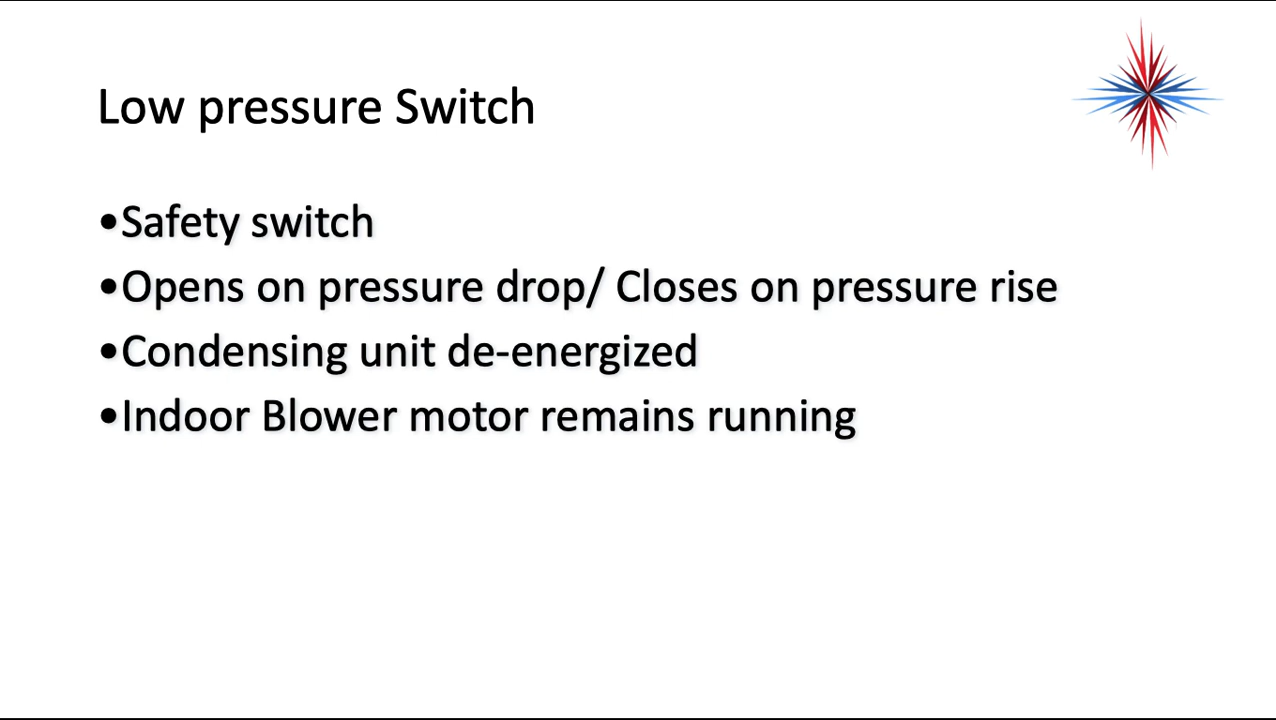 Low pressure Switch
•Safety switch
•Opens on pressure drop/ Closes on pressure rise
•Condensing unit de-energized
•Indoor Blower motor remains running